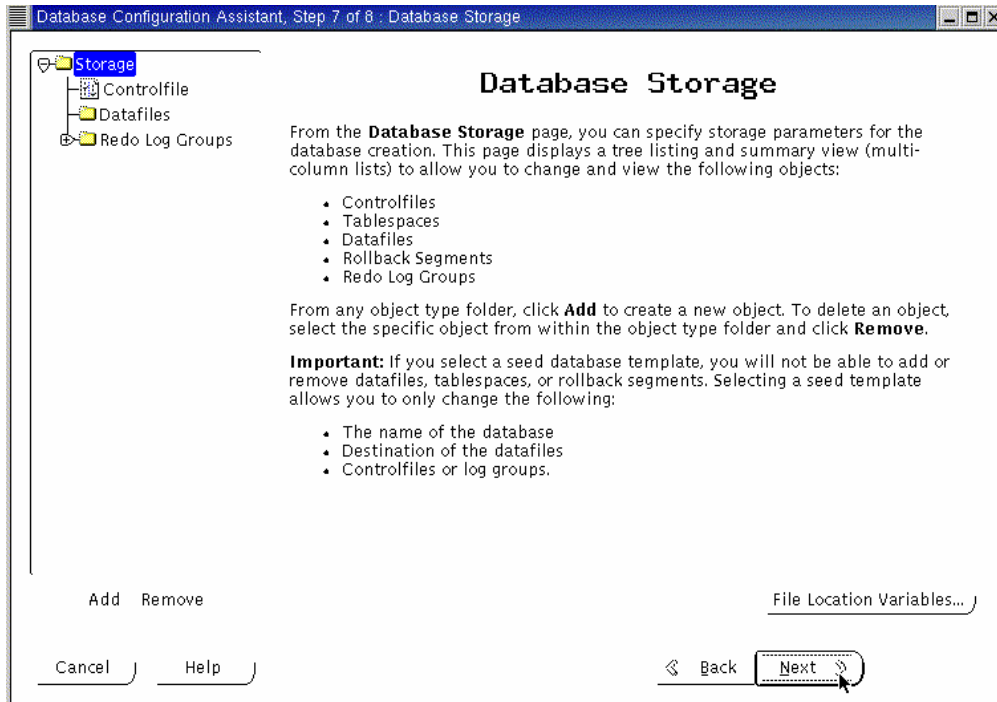 Database Configuration Assistant, Step 7 of 8 : Database Storage
Storage
Controlfile
Datafiles
Redo Log Groups
Database Storage
From the Database Storage page, you can specify storage parameters for the
database creation. This page displays a tree listing and summary view (multi-
column lists) to allow you to change and view the following objects:
• Controlfiles
• Tablespaces
• Datafiles
• Rollback Segments
• Redo Log Groups
From any object type folder, click Add to create a new object. To delete an object,
select the specific object from within the object type folder and click Remove.
Important: If you select a seed database template, you will not be able to add or
remove datafiles, tablespaces, or rollback segments. Selecting a seed template
allows you to only change the following:
• The name of the database
• Destination of the datafiles
• Controlfiles or log groups.
Add Remove
File Location Variables...
Cancel Help Back Next